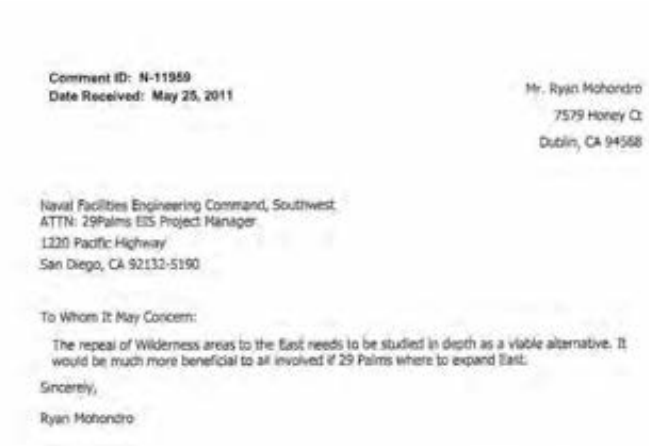 Comment ID: N-11959
Date Received: May 25, 2011
Mr. Ryan Mohondro
7579 Honey Ct
Dublin, CA 94568
Naval Facilities Engineering Command, Southwest
ATTN: 29Palms EIS Project Manager
1220 Pacific Highway
San Diego, CA 92132-5190
To Whom It May Concern:
The repeal of Wilderness areas to the East needs to be studied in depth as a viable alternative. It
would be much more beneficial to all involved if 29 Palms where to expand East.
Sincerely,
Ryan Mohondro